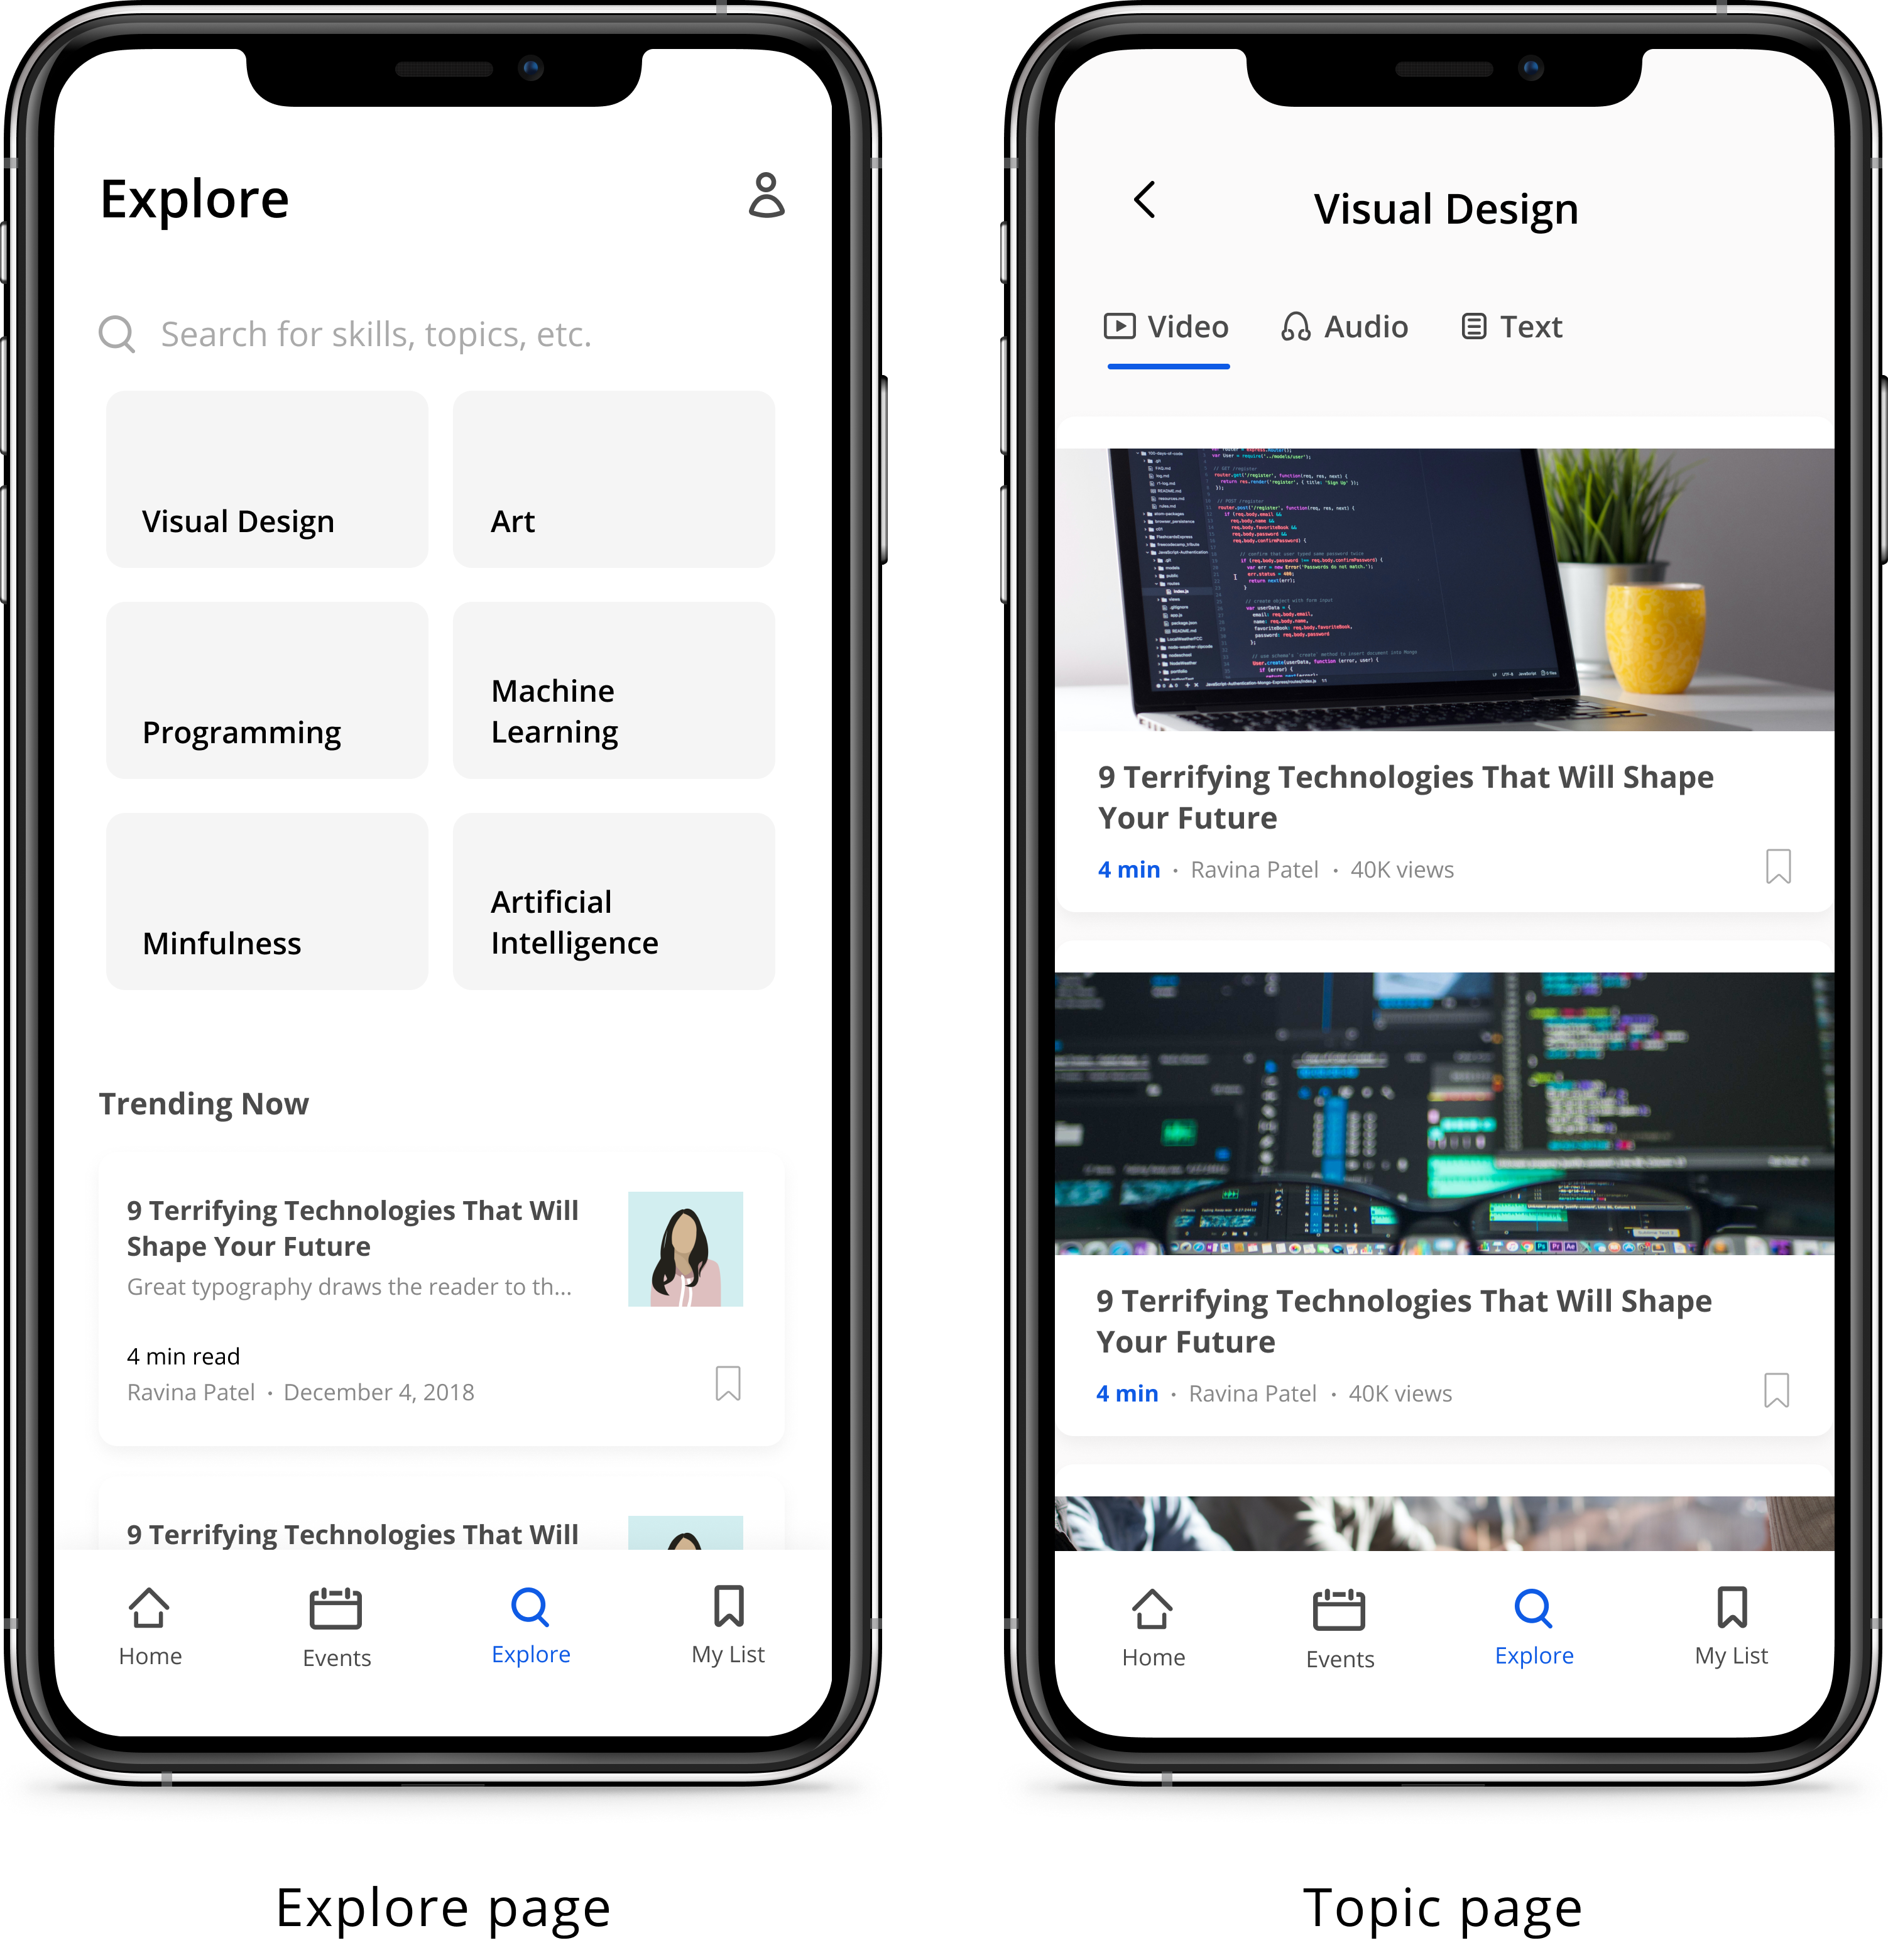 Explore
Search for skills, topics, etc.
Visual Design
Art
Programming
Machine
Learning
Minfulness
Artificial
Intelligence
Trending Now
9 Terrifying Technologies That Will
Shape Your Future
Great typography draws the reader to th...
4 min read
Ravina Patel • December 4, 2018
9 Terrifying Technologies That Will
Home
Events
Explore
My List
Explore page
Visual Design
Video
Audio
Text
9 Terrifying Technologies That Will Shape
Your Future
4 min • Ravina Patel • 40K views
9 Terrifying Technologies That Will Shape
Your Future
4 min • Ravina Patel • 40K views
Home
Events
Explore
My List
Topic page